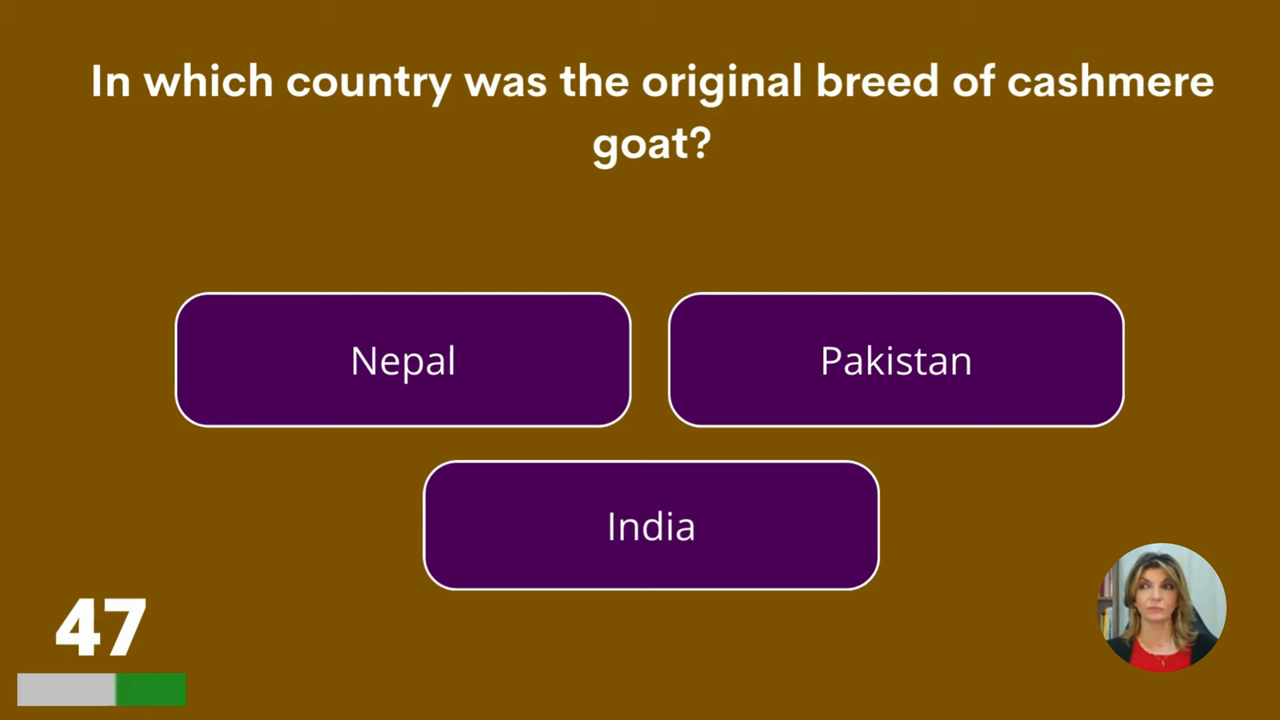 In which country was the original breed of cashmere
goat?
Nepal
Pakistan
India
47